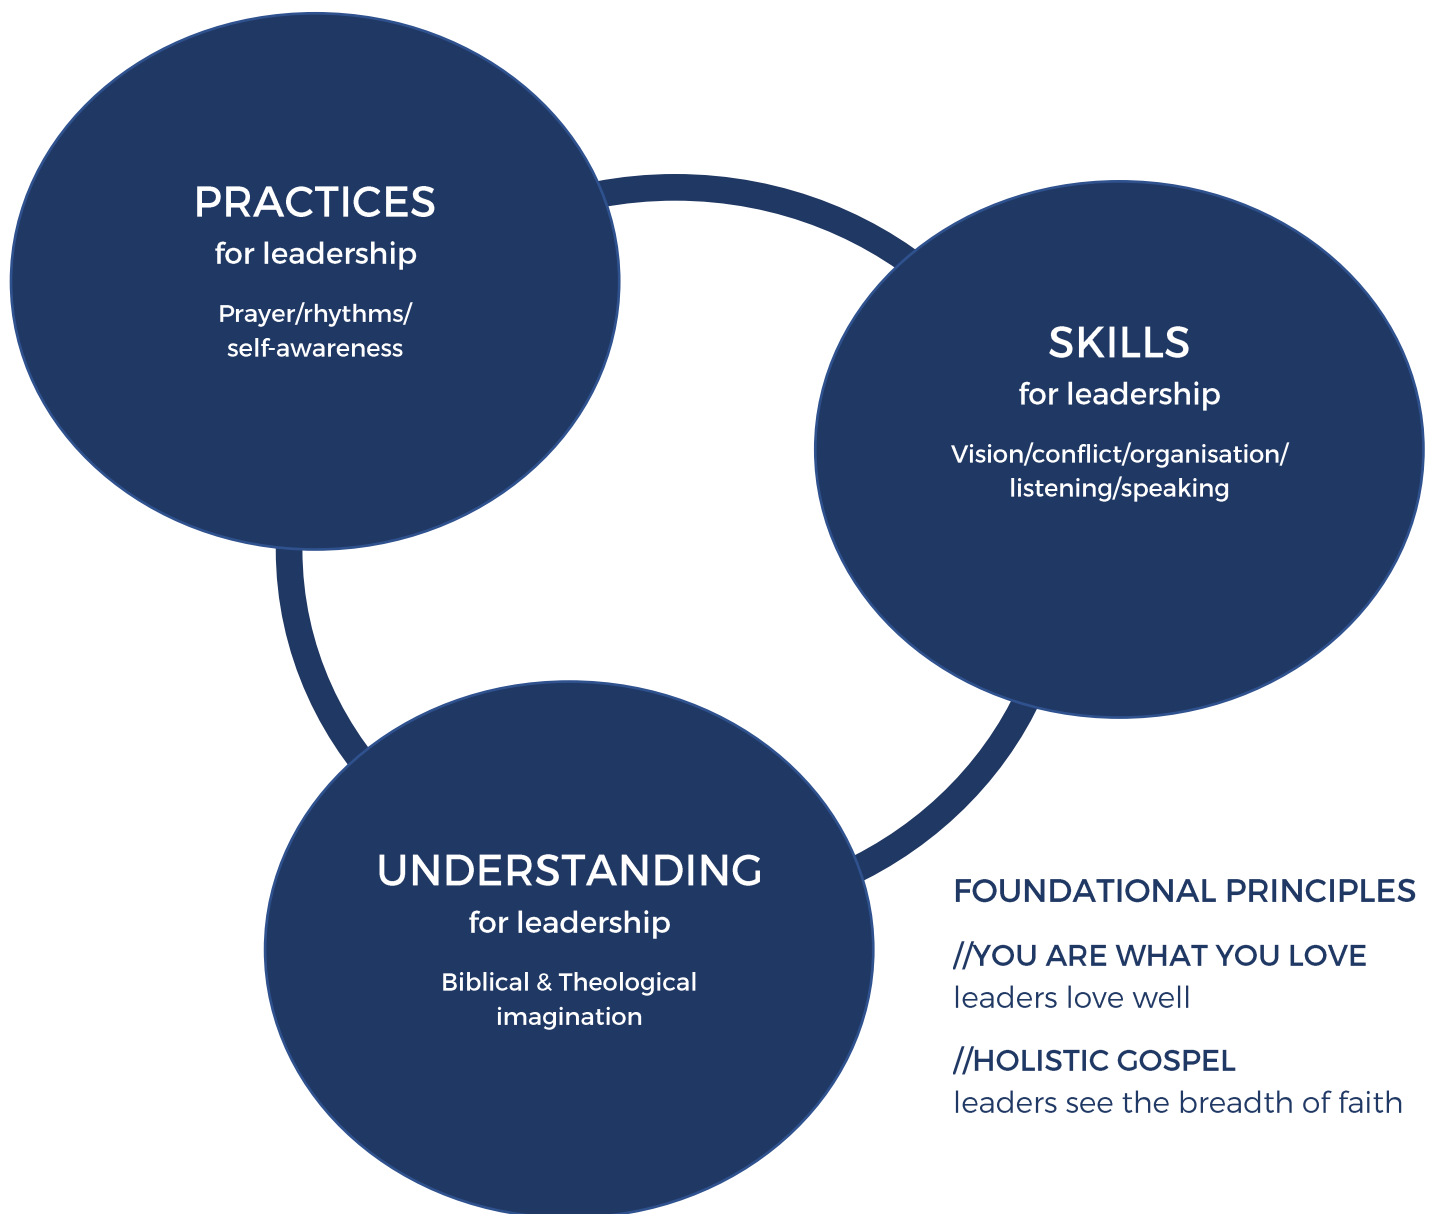 PRACTICES
for leadership
Prayer/rhythms/
self-awareness
SKILLS
for leadership
Vision/conflict/organisation/
listening/speaking
UNDERSTANDING
for leadership
Biblical & Theological
imagination
FOUNDATIONAL PRINCIPLES
//YOU ARE WHAT YOU LOVE
leaders love well
//HOLISTIC GOSPEL
leaders see the breadth of faith